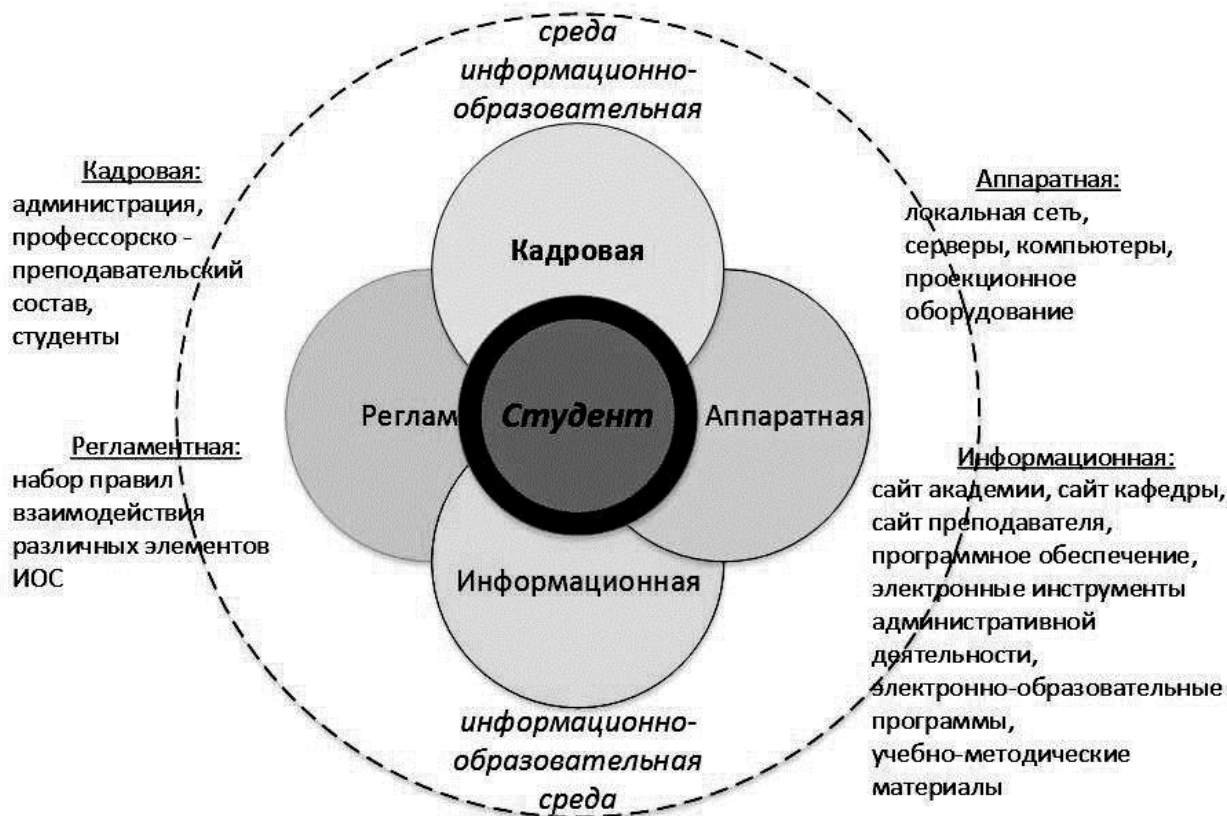 среда
информационно-
образовательная
Кадровая:
администрация,
профессорско -
преподавательский
состав,
студенты
Аппаратная:
локальная сеть,
серверы, компьютеры,
проекционное
оборудование
Кадровая
Реглам
Студент
Аппаратная
Информационная
Регламентная:
набор правил
взаимодействия
различных элементов
ИОС
Информационная:
сайт академии, сайт кафедры,
сайт преподавателя,
программное обеспечение,
электронные инструменты
административной
деятельности,
электронно-образовательные
программы,
учебно-методические
материалы
информационно-
образовательная
среда